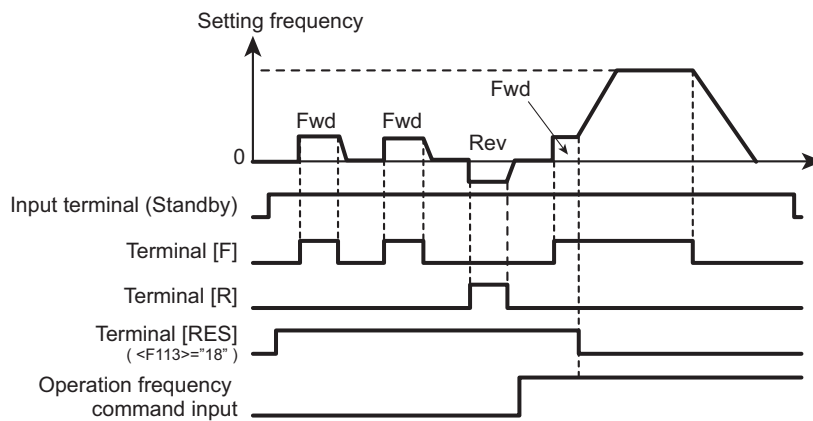 Setting frequency
Fwd
Fwd
Fwd
Rev
0
Input terminal (Standby)
Terminal [F]
Terminal [R]
Terminal [RES]
( <F113>="18" )
Operation frequency
command input